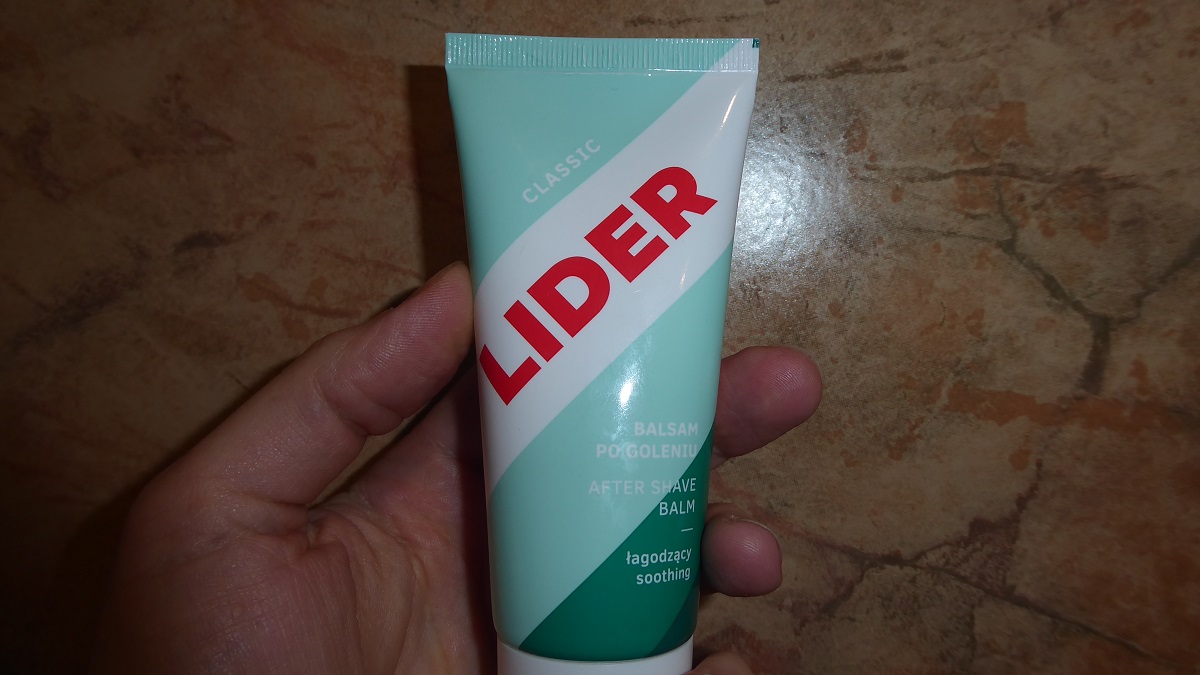 CLASSIC
LIDER
BALSAM
PO GOLENIU
AFTER SHAVE
BALM
łagodzący
soothing